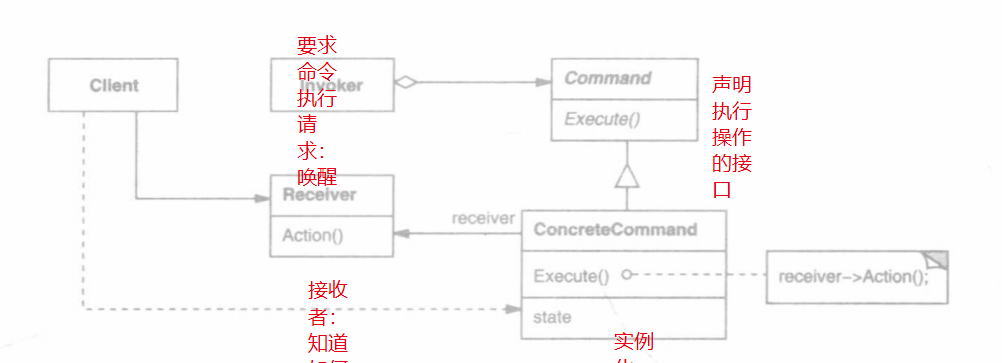 要求
命令
执行
请
求：
唤醒
Client
Invoker
Command
Execute()
声明
执行
操作
的接
口
Receiver
Action()
receiver
ConcreteCommand
Execute()
state
receiver->Action();
接收
者：
知道
实例